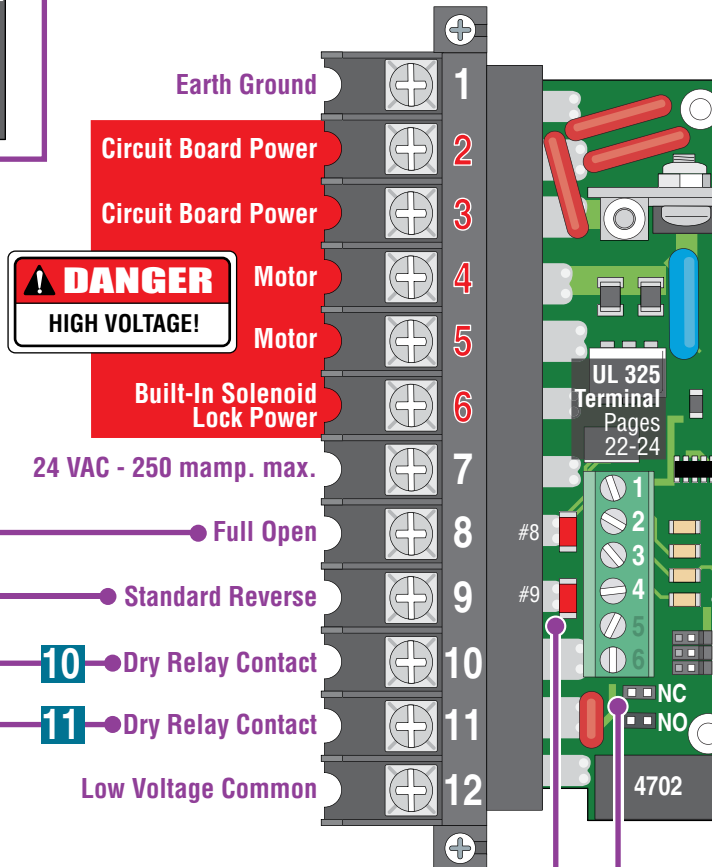 Earth Ground 1
Circuit Board Power 2
Circuit Board Power 3
DANGER
HIGH VOLTAGE!
Motor 4
Motor 5
Built-In Solenoid
Lock Power 6
24 VAC - 250 mamp. max. 7
Full Open 8
Standard Reverse 9
10 Dry Relay Contact 10
11 Dry Relay Contact 11
Low Voltage Common 12
UL 325
Terminal
Pages
22-24
1
2
3
4
5
6
#8
#9
NC
NO
4702